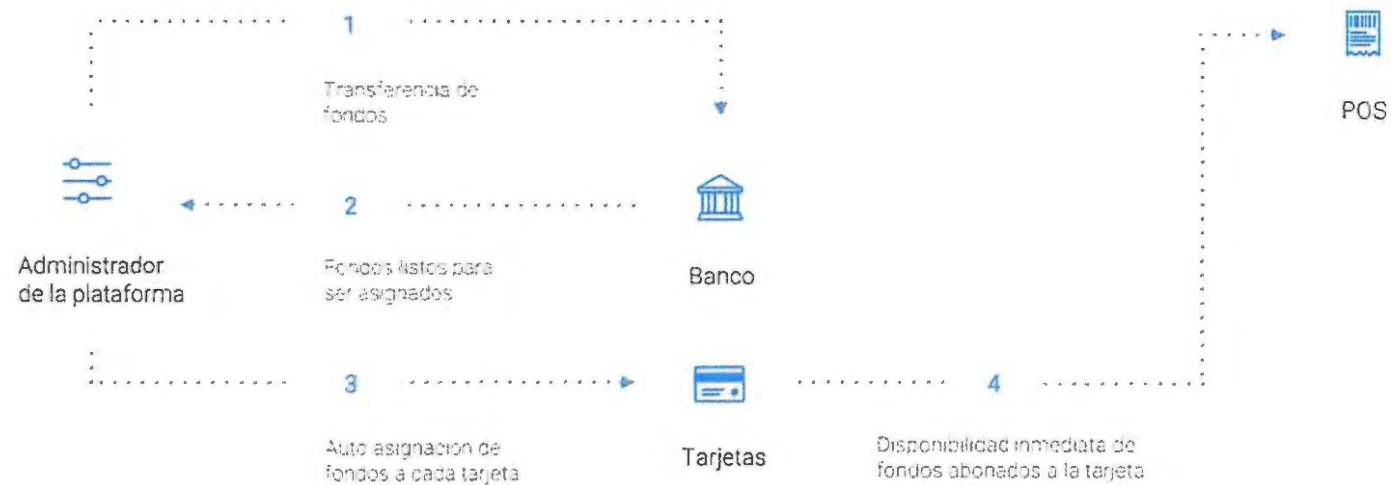 1
Transferencia de
fondos
POS
2
Administrador
de la plataforma
Fondos listos para
ser asignados
Banco
3
4
Auto asignación de
fondos a cada tarjeta
Tarjetas
Disponibilidad inmediata de
fondos abonados a la tarjeta